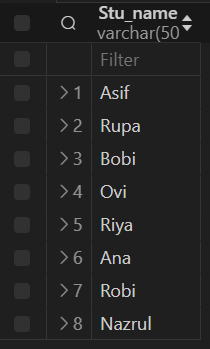 Stu_name
varchar(50
Filter
1 Asif
2 Rupa
3 Bobi
4 Ovi
5 Riya
6 Ana
7 Robi
8 Nazrul